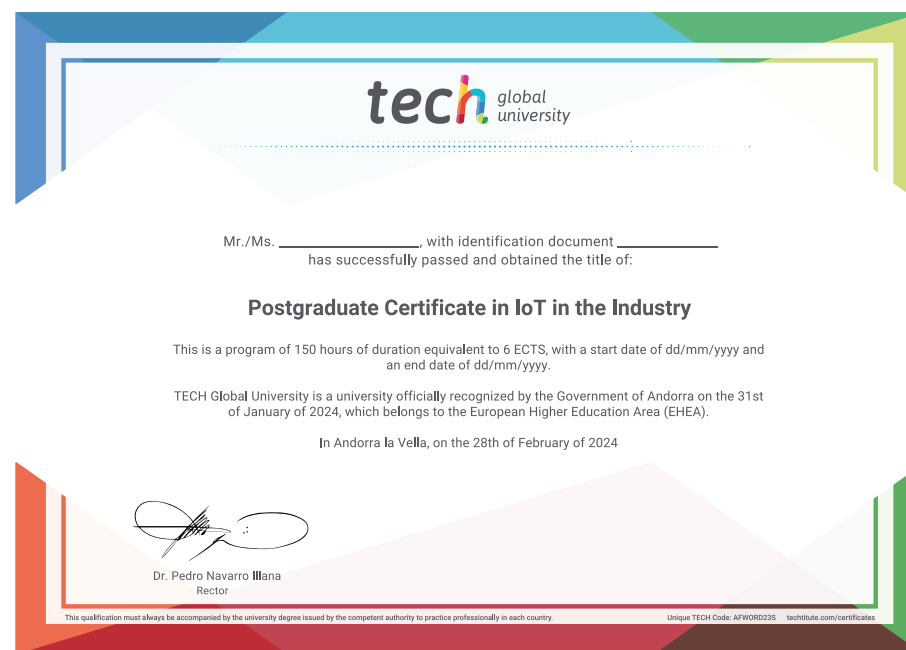 tech global university
Mr./Ms. ____________, with identification document ____________
has successfully passed and obtained the title of:
Postgraduate Certificate in IoT in the Industry
This is a program of 150 hours of duration equivalent to 6 ECTS, with a start date of dd/mm/yyyy and
an end date of dd/mm/yyyy.
TECH Global University is a university officially recognized by the Government of Andorra on the 31st
of January of 2024, which belongs to the European Higher Education Area (EHEA).
In Andorra la Vella, on the 28th of February of 2024
Dr. Pedro Navarro Illana
Rector
This qualification must always be accompanied by the university degree issued by the competent authority to practice professionally in each country.
Unique TECH Code: AFWORD23S techtitute.com/certificates